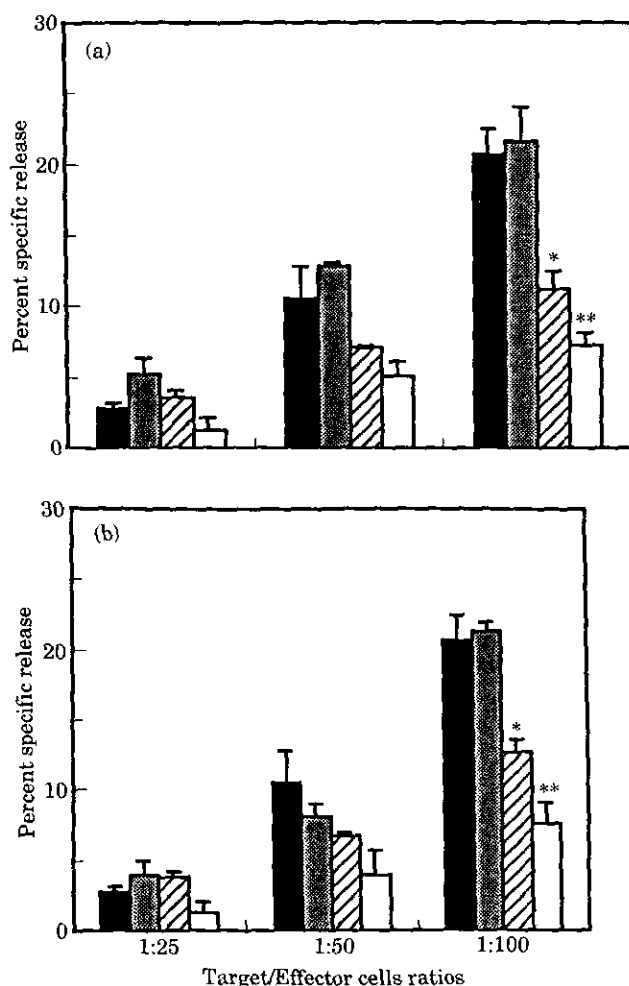 30
(a)
20
10
0
Percent specific release
*
**
30
(b)
20
10
0
Percent specific release
*
**
1:25 1:50 1:100
Target/Effector cells ratios